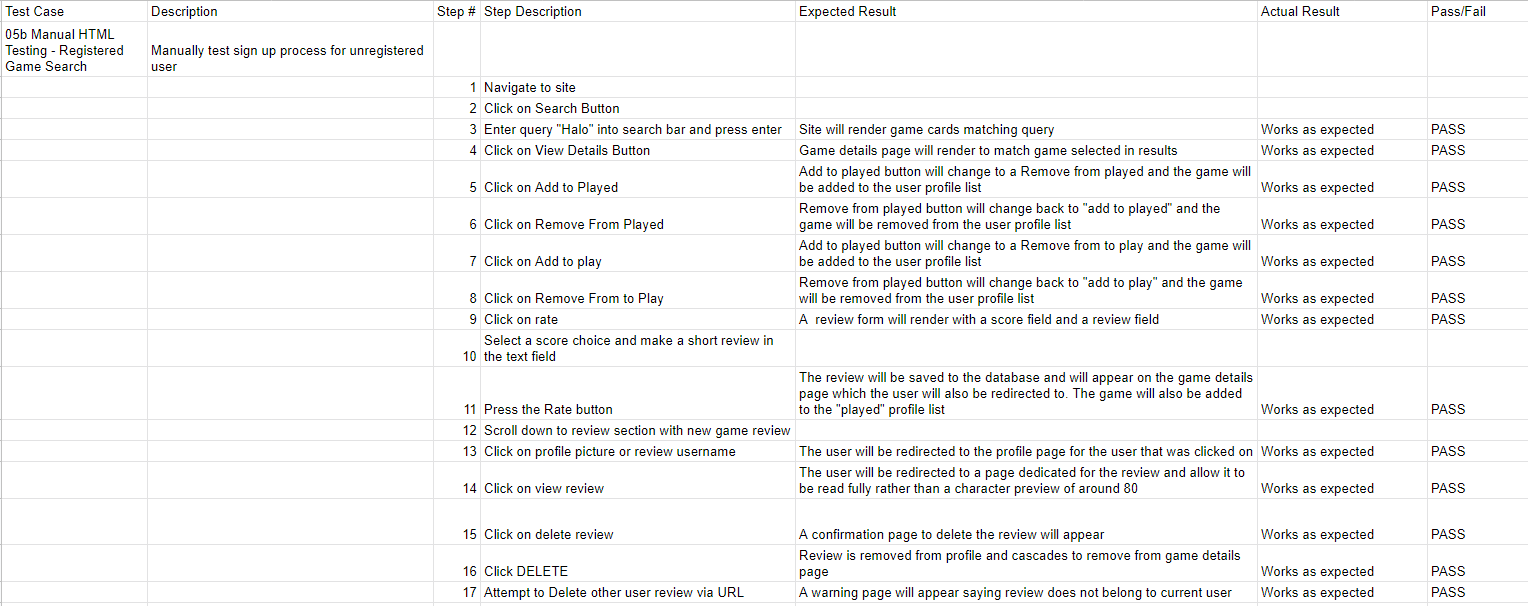 Test Case Description Step # Step Description Expected Result Actual Result Pass/Fail
05b Manual HTML
Testing - Registered
Game Search
Manually test sign up process for unregistered
user
1 Navigate to site
2 Click on Search Button
3 Enter query "Halo" into search bar and press enter Site will render game cards matching query Works as expected PASS
4 Click on View Details Button Game details page will render to match game selected in results Works as expected PASS
Add to played button will change to a Remove from played and the game will
5 Click on Add to Played be added to the user profile list Works as expected PASS
Remove from played button will change back to "add to played" and the
6 Click on Remove From Played game will be removed from the user profile list Works as expected PASS
Add to played button will change to a Remove from to play and the game will
7 Click on Add to play be added to the user profile list Works as expected PASS
Remove from played button will change back to "add to play" and the game
8 Click on Remove From to Play will be removed from the user profile list Works as expected PASS
9 Click on rate A  review form will render with a score field and a review field Works as expected PASS
Select a score choice and make a short review in
10 the text field
The review will be saved to the database and will appear on the game details
page which the user will also be redirected to. The game will also be added
11 Press the Rate button to the "played" profile list Works as expected PASS
12 Scroll down to review section with new game review
13 Click on profile picture or review username The user will be redirected to the profile page for the user that was clicked on Works as expected PASS
The user will be redirected to a page dedicated for the review and allow it to
14 Click on view review be read fully rather than a character preview of around 80 Works as expected PASS
15 Click on delete review A confirmation page to delete the review will appear Works as expected PASS
Review is removed from profile and cascades to remove from game details
16 Click DELETE page Works as expected PASS
17 Attempt to Delete other user review via URL A warning page will appear saying review does not belong to current user Works as expected PASS